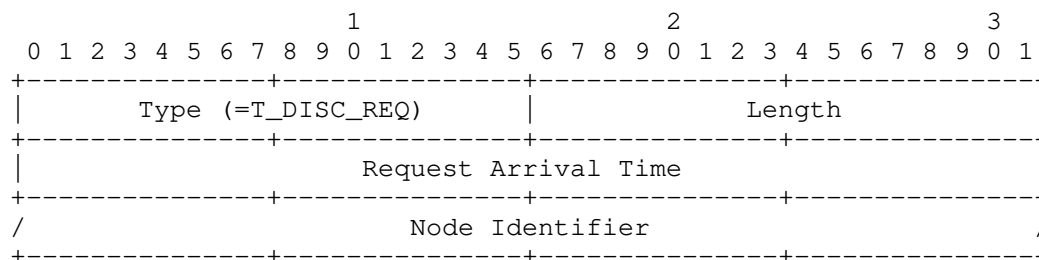 1                   2                   3
 0 1 2 3 4 5 6 7 8 9 0 1 2 3 4 5 6 7 8 9 0 1 2 3 4 5 6 7 8 9 0 1
+---------------+---------------+---------------+---------------
|       Type (=T_DISC_REQ)      |             Length
+---------------+---------------+---------------+---------------
|                     Request Arrival Time
+---------------+---------------+---------------+---------------
/                        Node Identifier                        /
+---------------+---------------+---------------+---------------